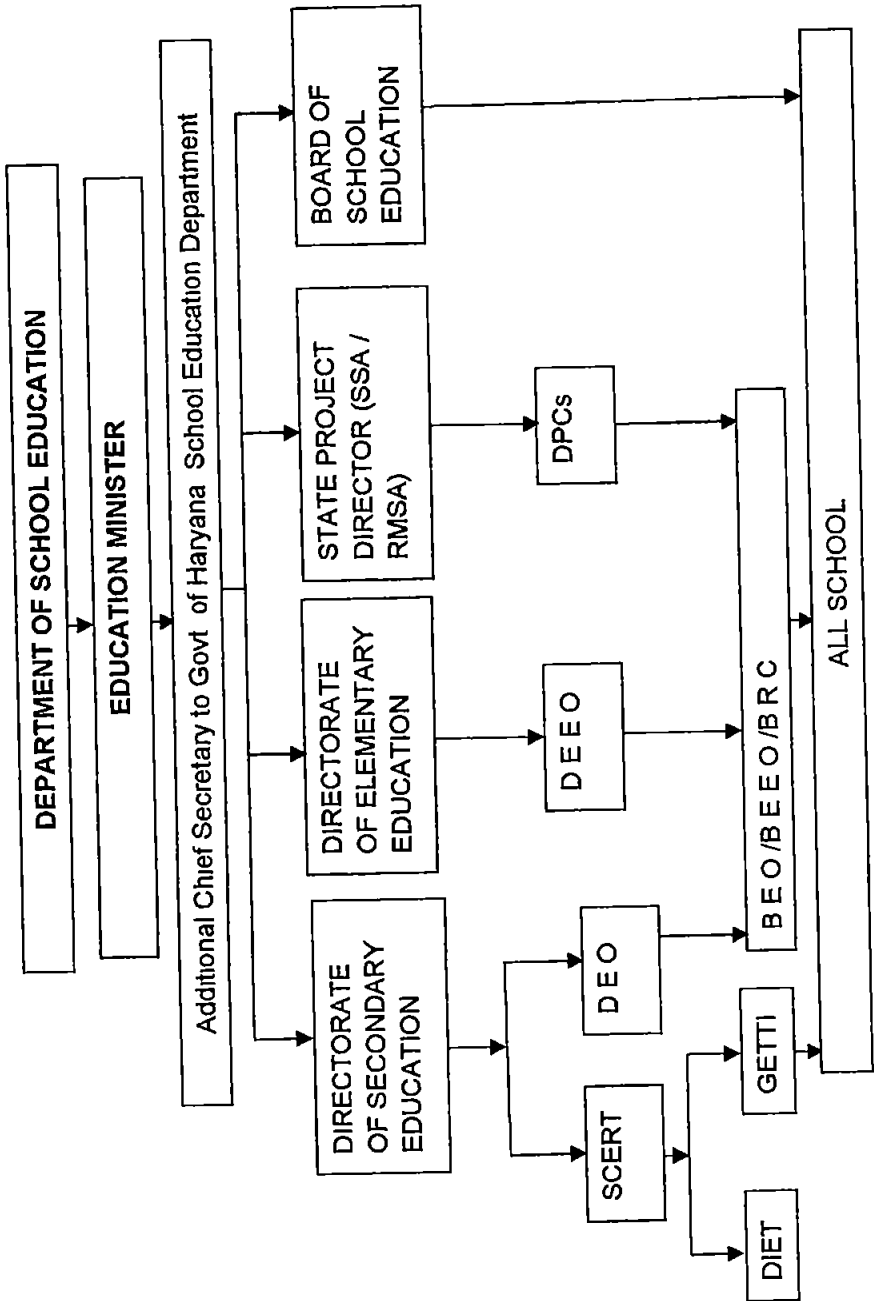 DEPARTMENT OF SCHOOL EDUCATION
EDUCATION MINISTER
Additional Chief Secretary to Govt of Haryana School Education Department
DIRECTORATE
OF SECONDARY
EDUCATION
DIRECTORATE
OF ELEMENTARY
EDUCATION
STATE PROJECT
DIRECTOR (SSA /
RMSA)
BOARD OF
SCHOOL
EDUCATION
SCERT
D E O
D E E O
DPCs
DIET
GETTI
B E O /B E E O /B R C
ALL SCHOOL